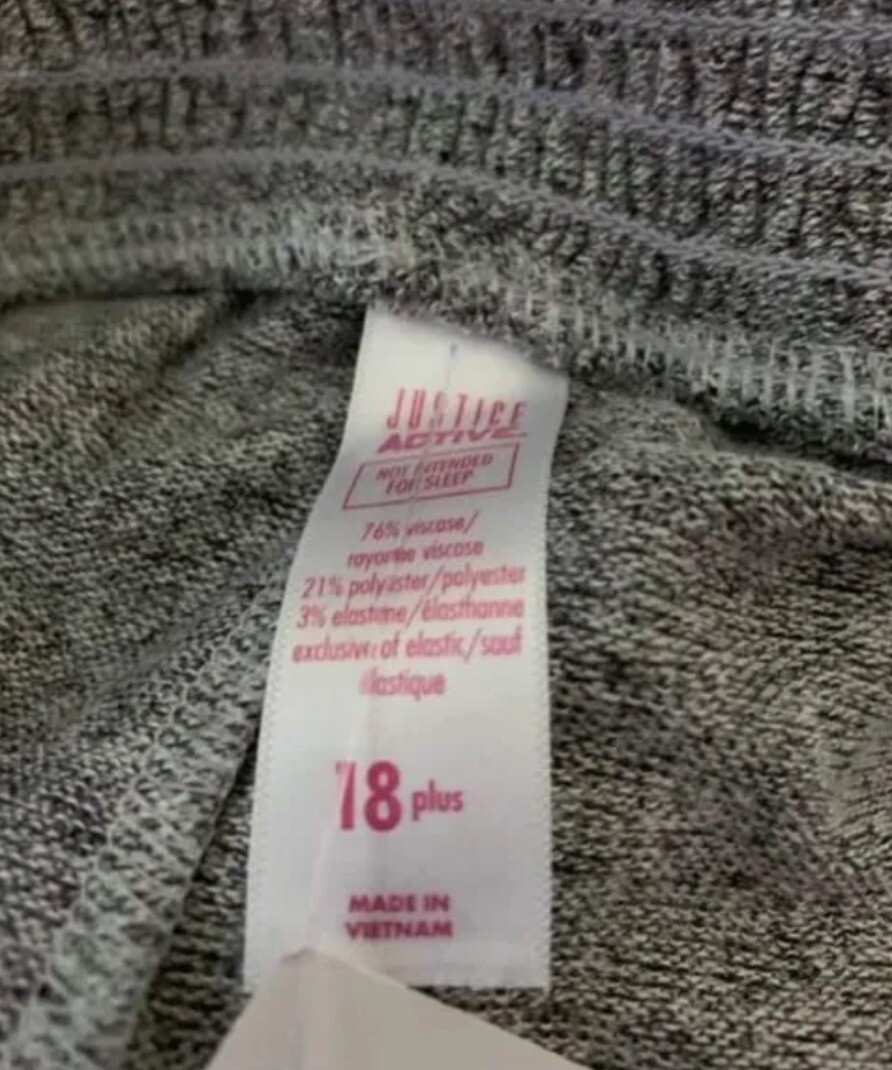 JUSTICE
ACTIVE
NOT INTENDED
FOR SLEEP
76% viscose/
rayonne viscose
21% polyester/polyester
3% elastane/élasthanne
exclusive of elastic/sauf
élastique
18 plus
MADE IN
VIETNAM